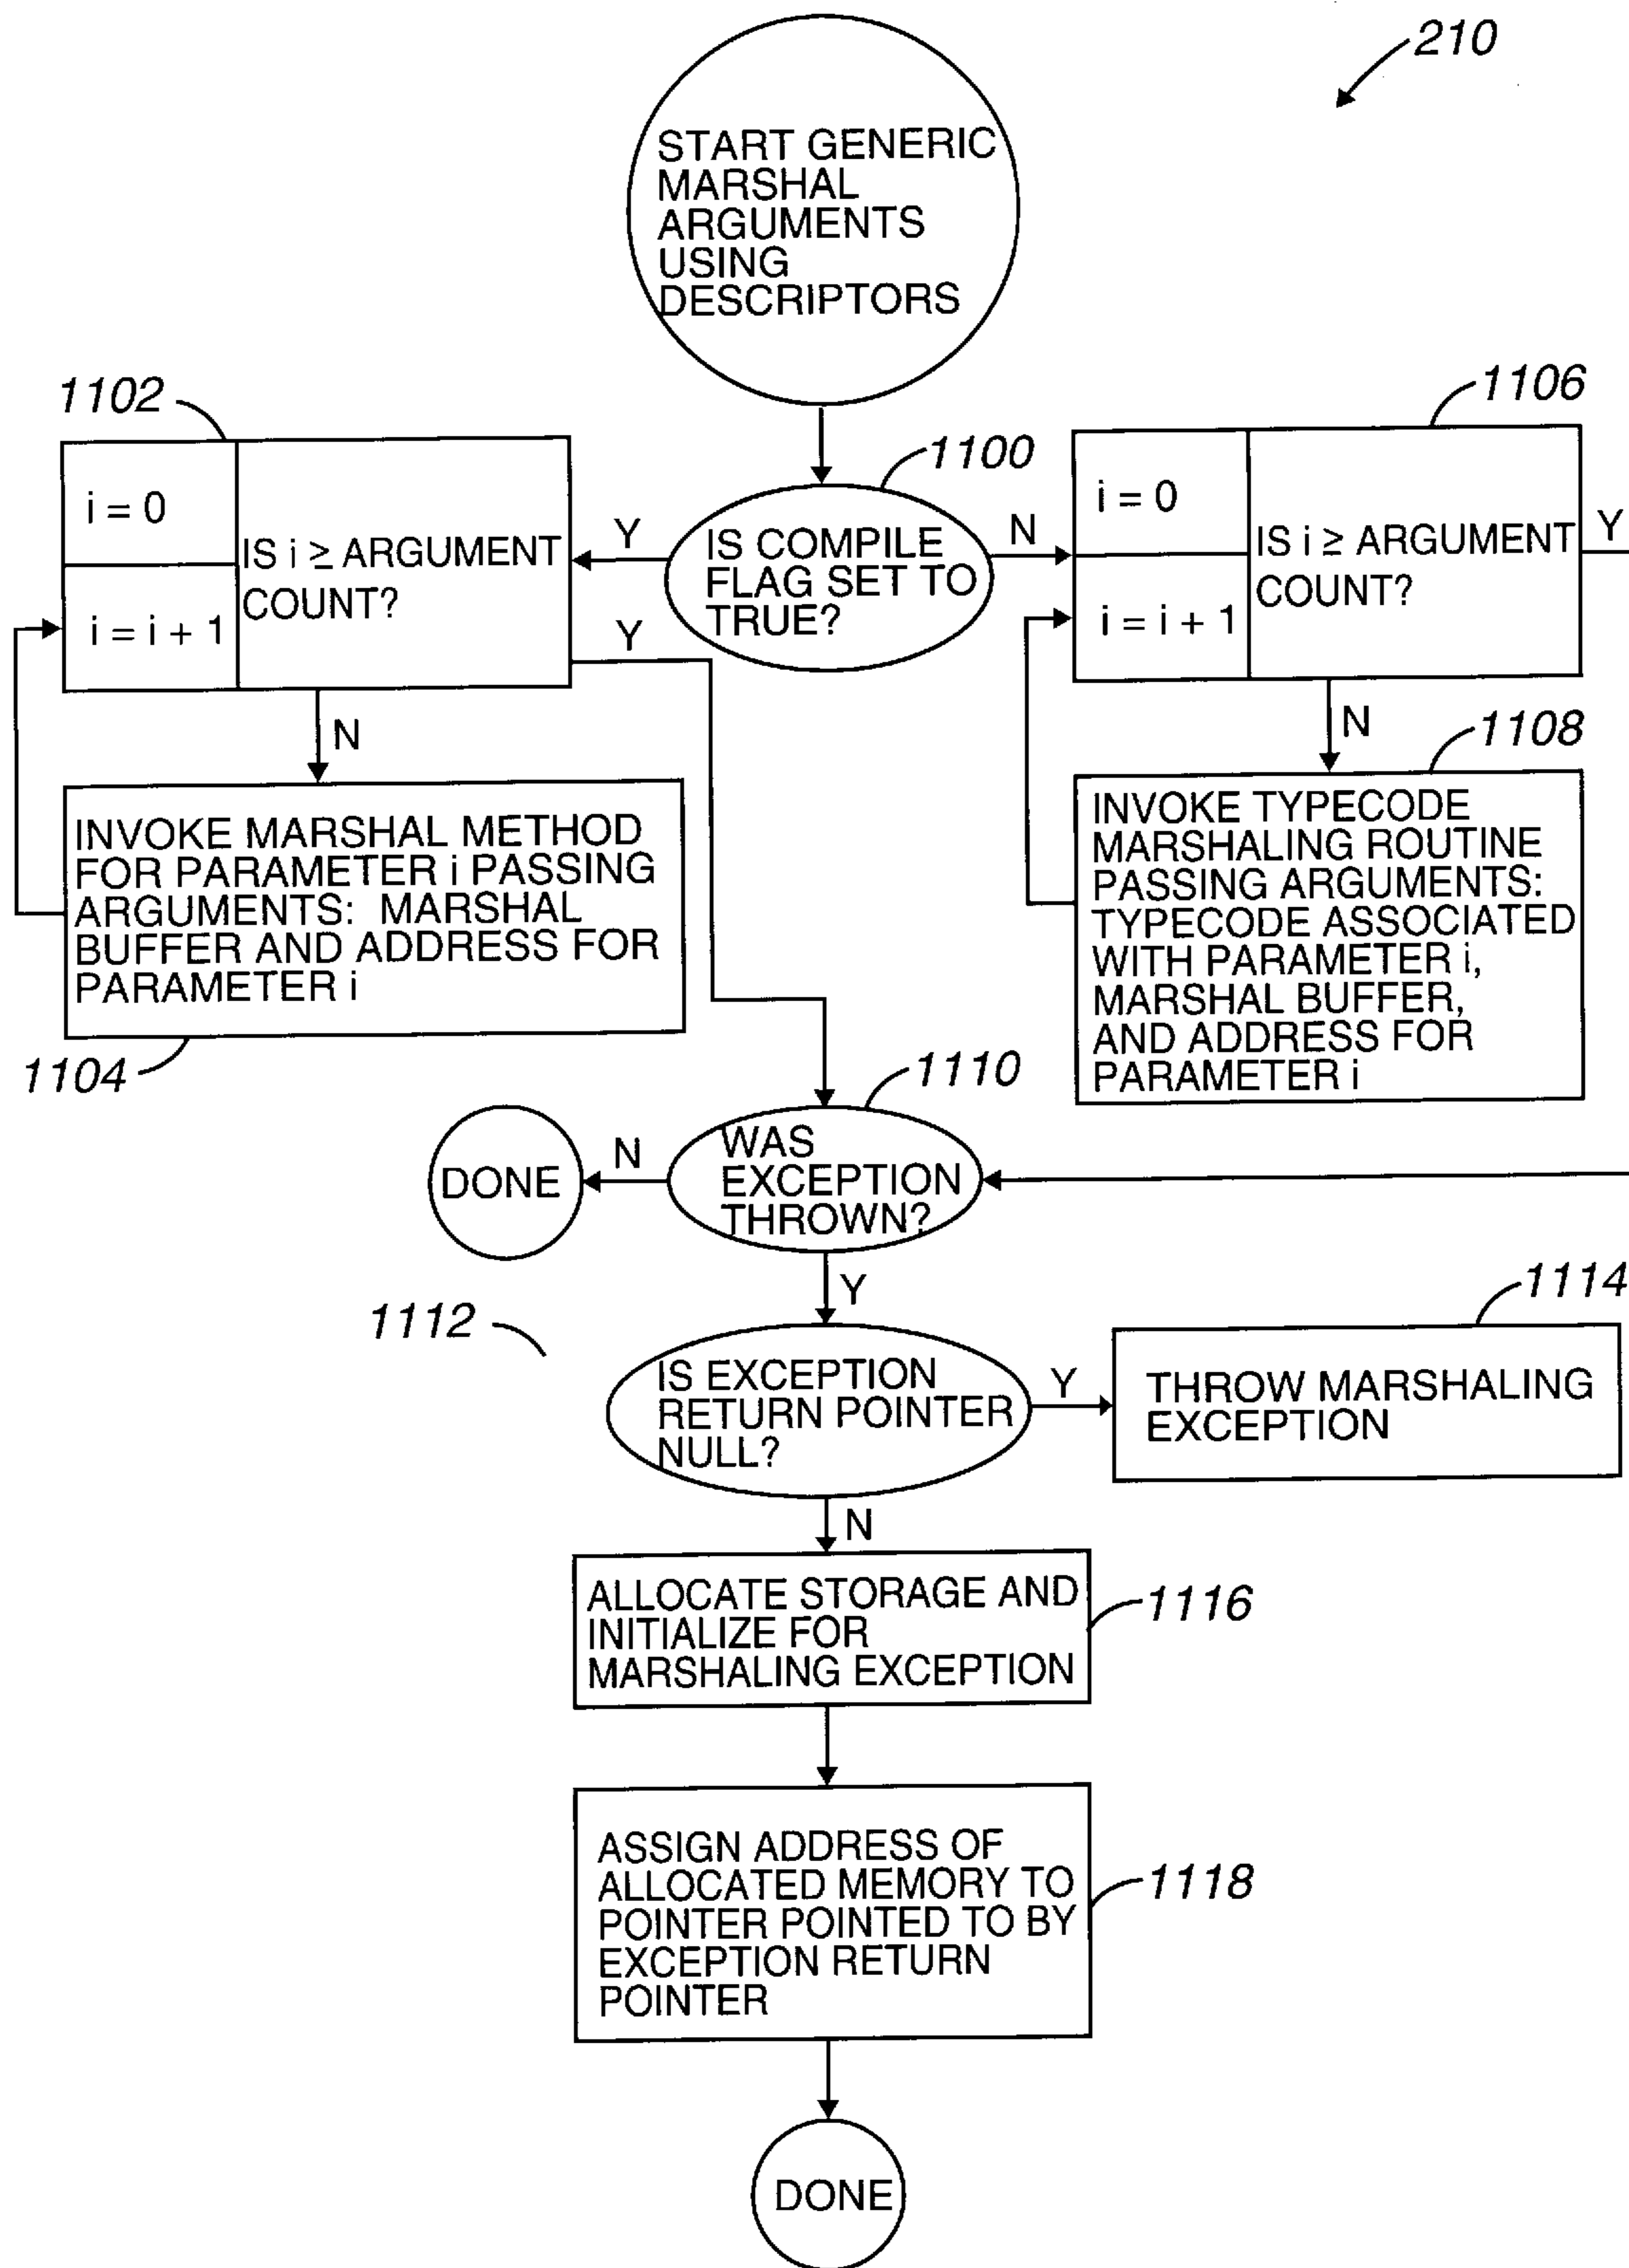 210
START GENERIC
MARSHAL
ARGUMENTS
USING
DESCRIPTORS
1102
1106
1100
i = 0
i = i + 1
IS i ≥ ARGUMENT
COUNT?
Y
IS COMPILE
FLAG SET TO
TRUE?
N
i = 0
i = i + 1
IS i ≥ ARGUMENT
COUNT?
Y
Y
N
N
1108
INVOKE MARSHAL METHOD
FOR PARAMETER i PASSING
ARGUMENTS: MARSHAL
BUFFER AND ADDRESS FOR
PARAMETER i
1104
INVOKE TYPECODE
MARSHALING ROUTINE
PASSING ARGUMENTS:
TYPECODE ASSOCIATED
WITH PARAMETER i,
MARSHAL BUFFER,
AND ADDRESS FOR
PARAMETER i
1110
DONE
N
WAS
EXCEPTION
THROWN?
Y
1112
1114
IS EXCEPTION
RETURN POINTER
NULL?
Y
THROW MARSHALING
EXCEPTION
N
ALLOCATE STORAGE AND
INITIALIZE FOR
MARSHALING EXCEPTION
1116
ASSIGN ADDRESS OF
ALLOCATED MEMORY TO
POINTER POINTED TO BY
EXCEPTION RETURN
POINTER
1118
DONE